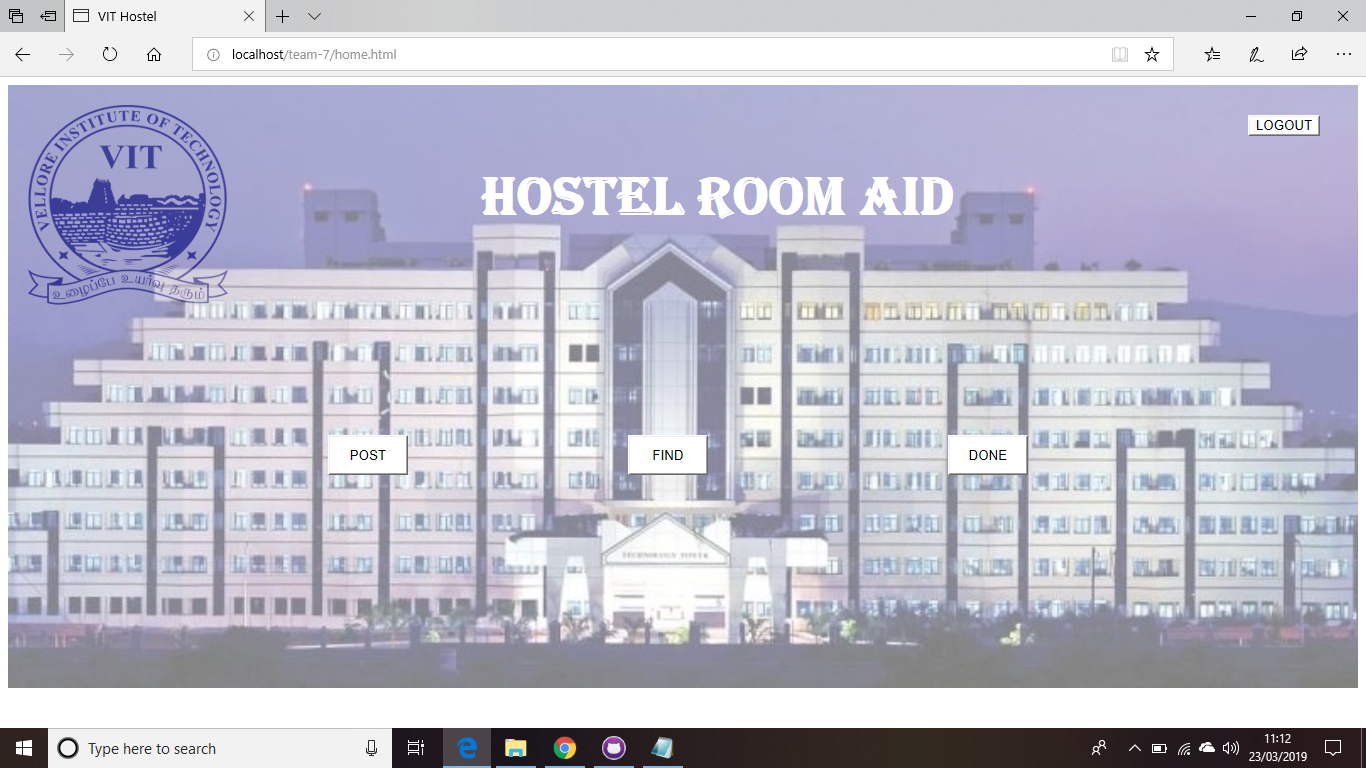 VIT Hostel
localhost/team-7/home.html
VELLORE INSTITUTE OF TECHNOLOGY
VIT
உழைப்பே உயர்வு தரும்
LOGOUT
HOSTEL ROOM AID
POST
FIND
DONE
TECHNOLOGY TOWER
Type here to search
11:12
23/03/2019